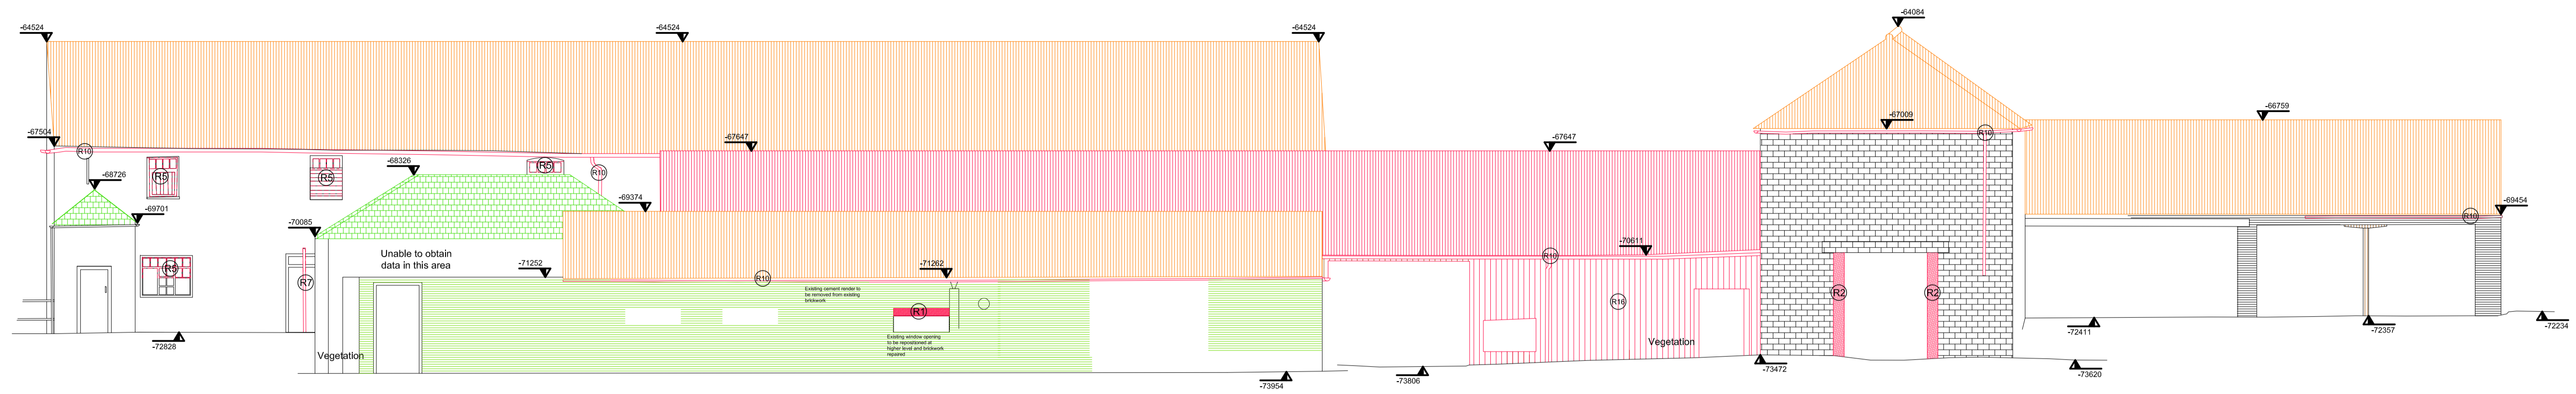 -64524
-64524
-64524
-64084
-67504
-67647
-67647
-67009
-66759
R10
R5
R5
R5
R10
R10
-68326
-68726
-69701
-69374
-69454
R10
-70085
Unable to obtain
data in this area
-71252
-71262
-70611
R10
R10
R5
R7
Existing cement render to
be removed from existing
brickwork
R1
R16
R2
R2
Existing window opening
to be repositioned at
higher level and brickwork
repaired
Vegetation
Vegetation
-72828
-72411
-72357
-72234
-73954
-73806
-73472
-73620